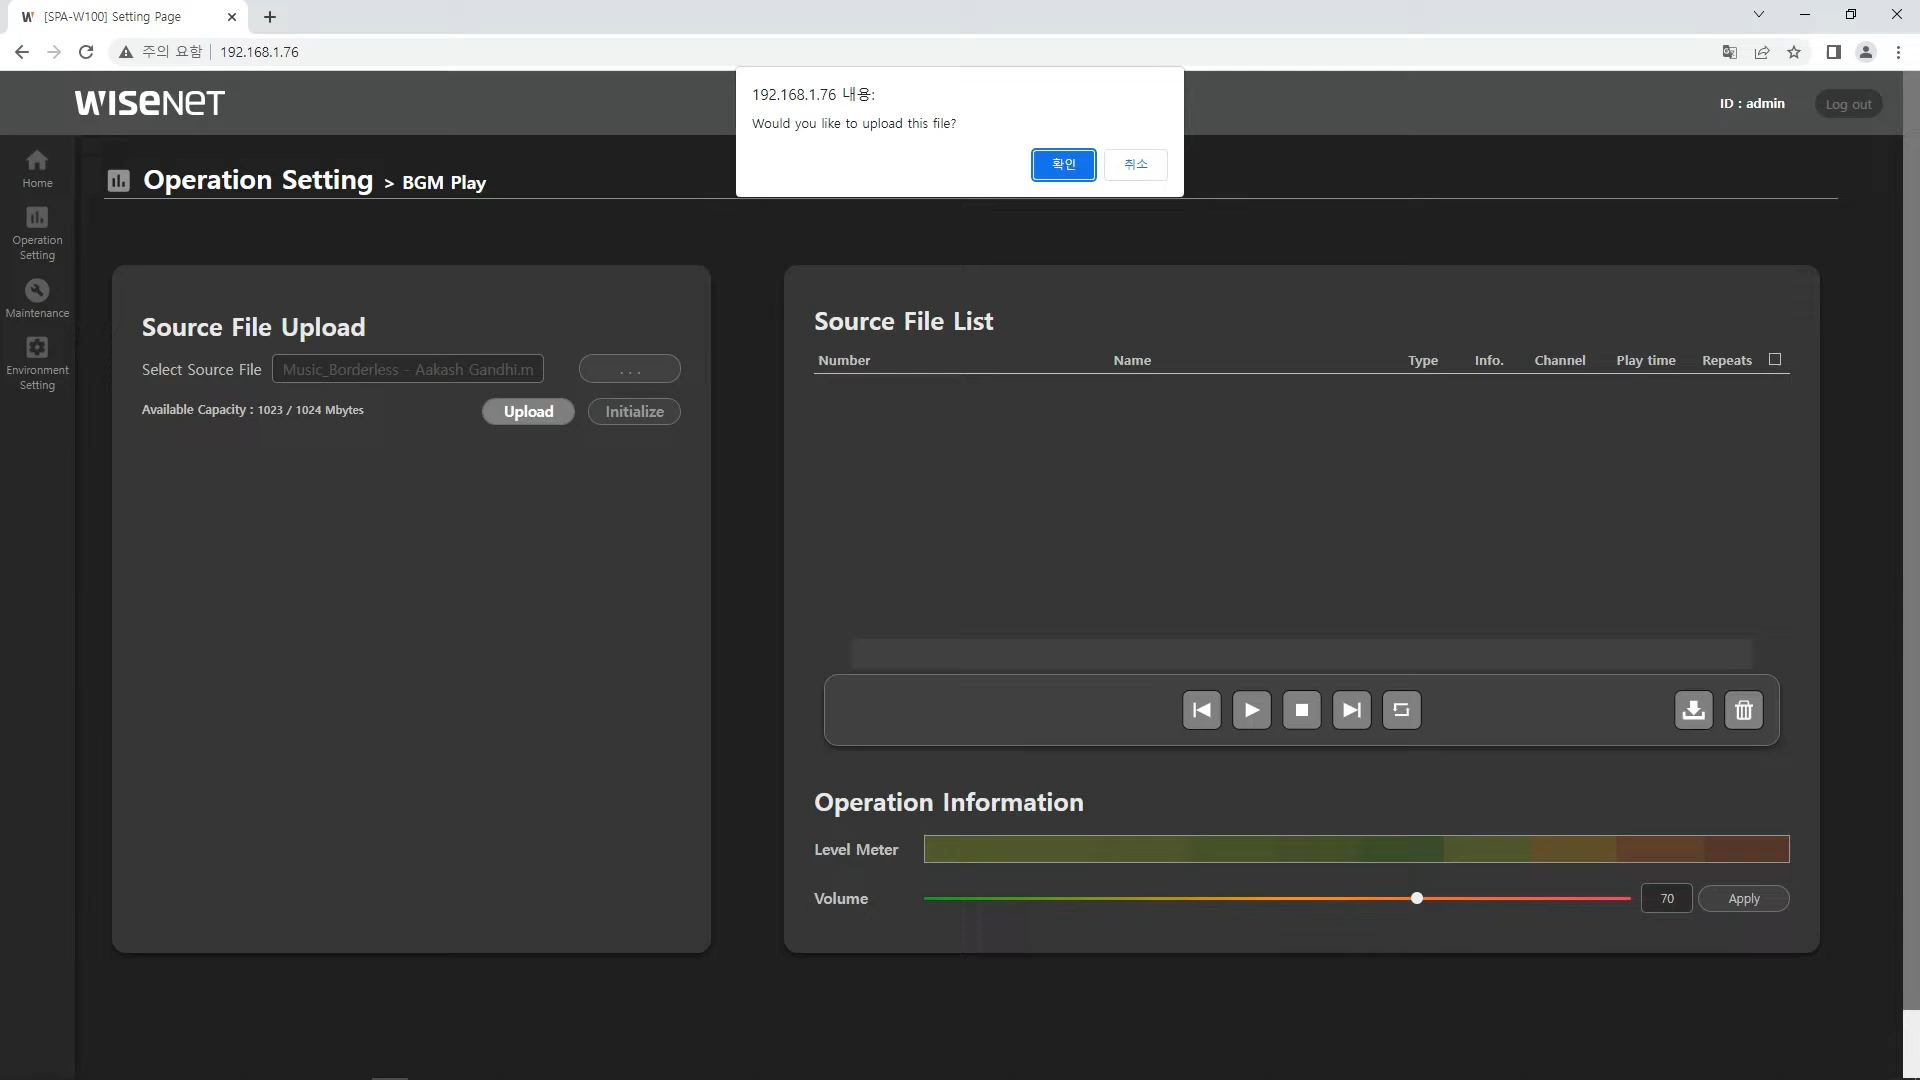 [SPA-W100] Setting Page
주의 요함 192.168.1.76
192.168.1.76 내용:
Would you like to upload this file?
확인 취소
WISENET
ID : admin
Log out
Home
Operation
Setting
Maintenance
Environment
Setting
Operation Setting > BGM Play
Source File Upload
Select Source File Music_Borderless - Aakash Gandhi.m ...
Available Capacity : 1023 / 1024 Mbytes Upload Initialize
Source File List
Number Name Type Info. Channel Play time Repeats
Operation Information
Level Meter
Volume 70 Apply